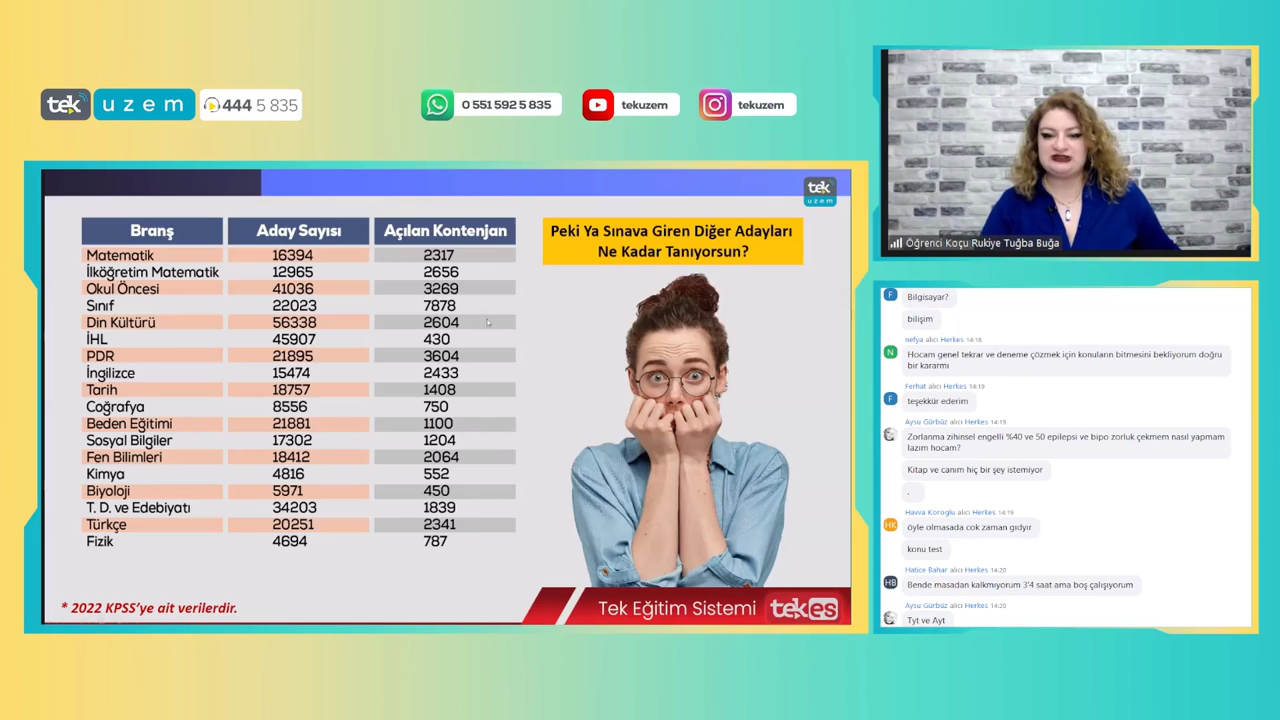 tek uzem 444 5 835
0 551 592 5 835
tekuzem
tekuzem
tek
uzem
Branş Aday Sayısı Açılan Kontenjan
Matematik 16394 2317
İlköğretim Matematik 12965 2656
Okul Öncesi 41036 3269
Sınıf 22023 7878
Din Kültürü 56338 2604
İHL 45907 430
PDR 21895 3604
İngilizce 15474 2433
Tarih 18757 1408
Coğrafya 8556 750
Beden Eğitimi 21881 1100
Sosyal Bilgiler 17302 1204
Fen Bilimleri 18412 2064
Kimya 4816 552
Biyoloji 5971 450
T. D. ve Edebiyatı 34203 1839
Türkçe 20251 2341
Fizik 4694 787
* 2022 KPSS'ye ait verilerdir.
Peki Ya Sınava Giren Diğer Adayları
Ne Kadar Tanıyorsun?
Tek Eğitim Sistemi tekes
Öğrenci Koçu Rukiye Tuğba Buğa
F
Bilgisayar?
bilişim
nefya alıcı Herkes 14:18
N
Hocam genel tekrar ve deneme çözmek için konuların bitmesini bekliyorum doğru
bir kararmı
Ferhat alıcı Herkes 14:19
F
teşekkür ederim
Aysu Gürbüz alıcı Herkes 14:19
Zorlanma zihinsel engelli %40 ve 50 epilepsi ve bipo zorluk çekmem nasıl yapmam
lazım hocam?
Kitap ve canım hiç bir şey istemiyor
.
Havva Koroglu alıcı Herkes 14:19
HK
öyle olmasada cok zaman gıdyır
konu test
Hatice Bahar alıcı Herkes 14:20
HB
Bende masadan kalkmıyorum 3'4 saat ama boş çalışıyorum
Aysu Gürbüz alıcı Herkes 14:20
Tyt ve Ayt